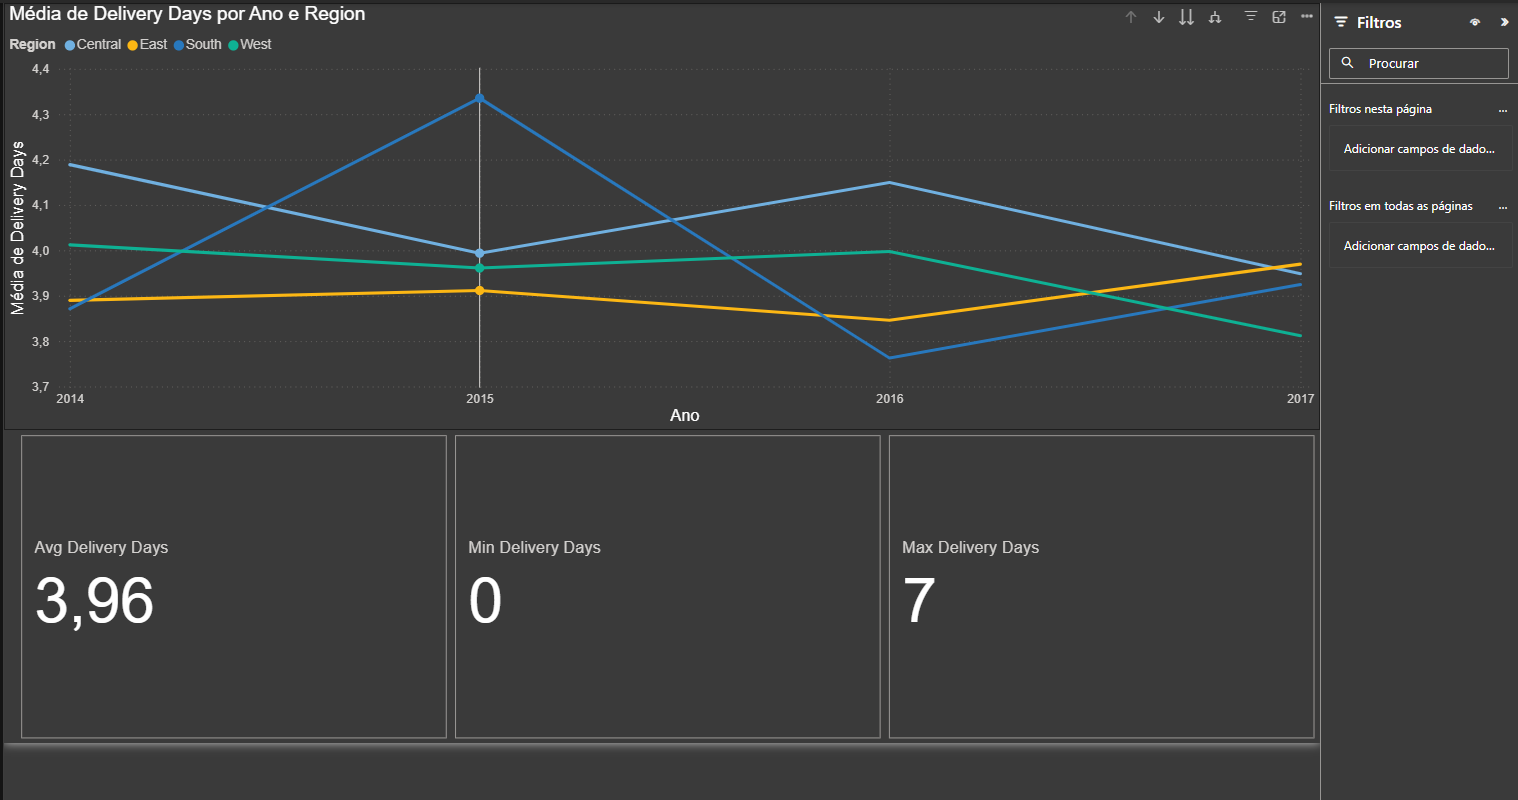 Média de Delivery Days por Ano e Region
Region Central East South West
4,4
4,3
4,2
4,1
4,0
3,9
3,8
3,7
Média de Delivery Days
2014 2015 2016 2017
Ano
Avg Delivery Days
3,96
Min Delivery Days
0
Max Delivery Days
7
Filtros
Procurar
Filtros nesta página ...
Adicionar campos de dado...
Filtros em todas as páginas ...
Adicionar campos de dado...